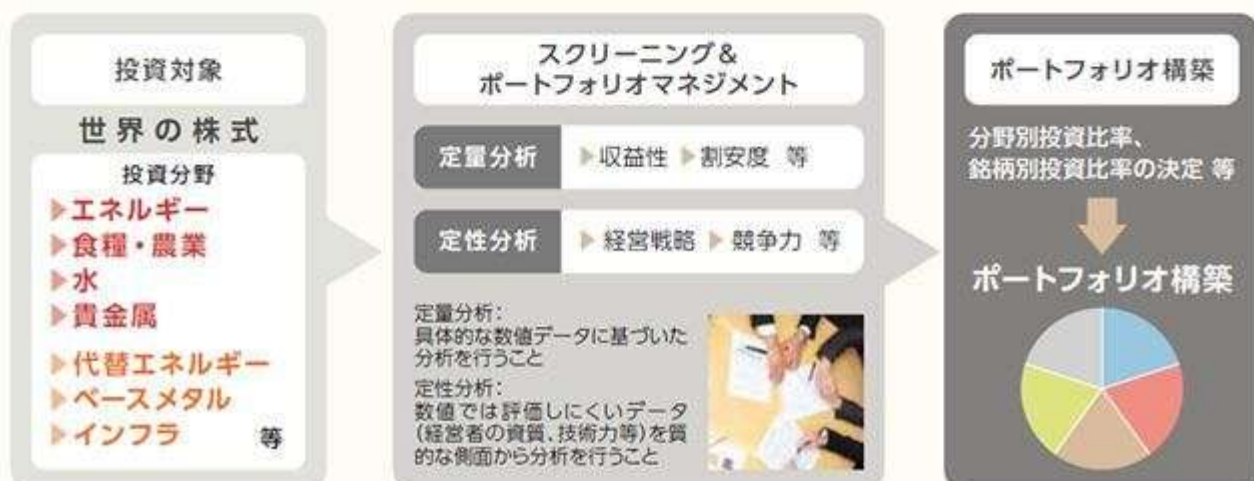 投資対象
世界の株式
投資分野
▶エネルギー
▶食糧・農業
▶水
▶貴金属
▶代替エネルギー
▶ベースメタル
▶インフラ 等
スクリーニング&
ポートフォリオマネジメント
定量分析 ▶収益性 ▶割安度 等
定性分析 ▶経営戦略 ▶競争力 等
定量分析:
具体的な数値データに基づいた
分析を行うこと
定性分析:
数値では評価しにくいデータ
(経営者の資質、技術力等)を質
的な側面から分析を行うこと
ポートフォリオ構築
分野別投資比率、
銘柄別投資比率の決定 等
ポートフォリオ構築